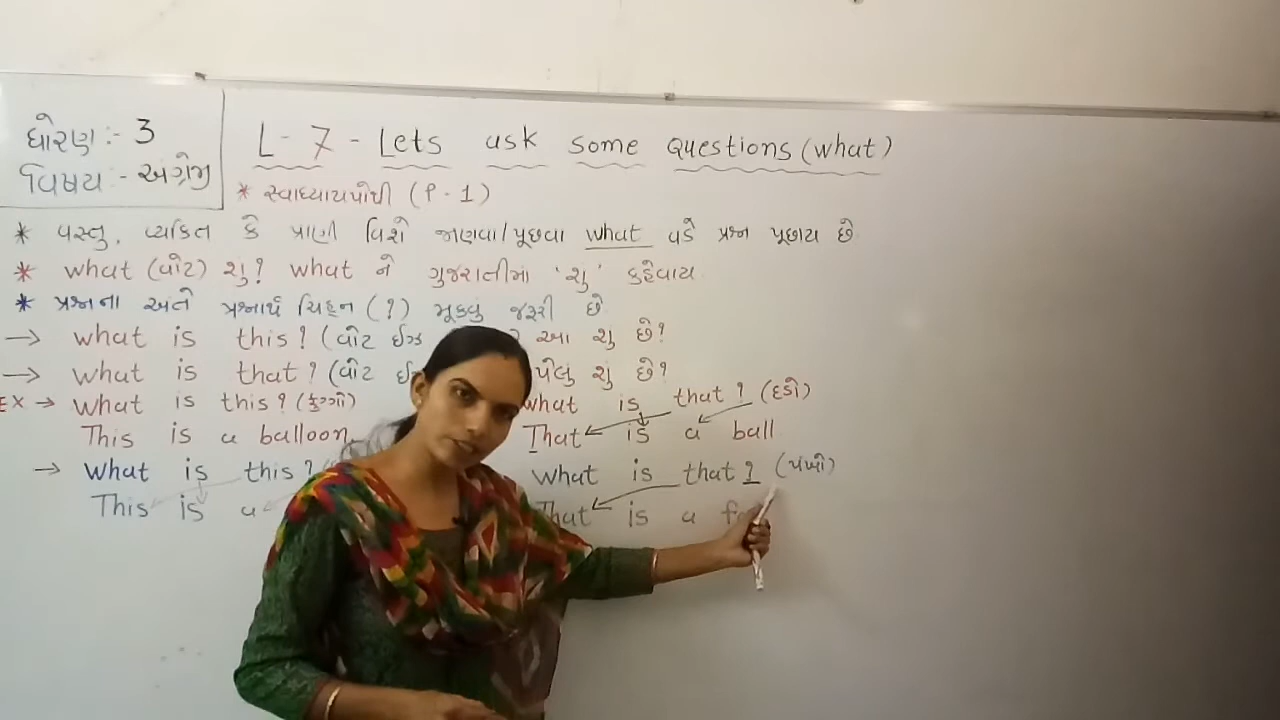 ધોરણ :- 3
વિષય :- અંગ્રેજી
L - 7 - Lets ask some Questions (what)
* સ્વાધ્યાયપોથી (P - 1)
* વસ્તુ, વ્યકિત કે પ્રાણી વિશે જાણવા/પૂછવા what વડે પ્રશ્ન પૂછાય છે
* what (વોટ) શું? what ને ગુજરાતીમાં 'શું' કહેવાય
* પ્રશ્નના અતે પ્રશ્નાર્થ ચિહ્ન (?) મૂકવું જરૂરી છે
→ what is this? (વોટ ઈઝ આ શુ છે?
→ what is that? (વોટ પેલું શું છે?
EX → what is this? (ફુગ્ગો) what is that? (દડો)
This is a balloon. That is a ball
→ what is this? what is that? (પંખો)
This is a That is a